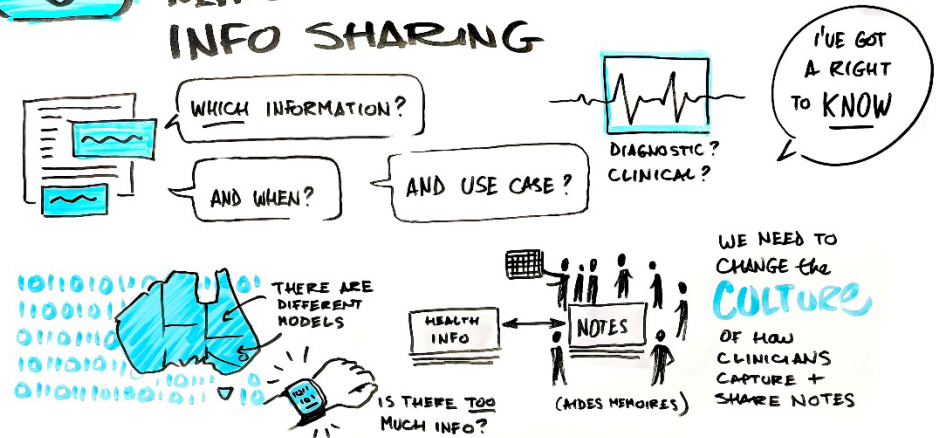 INFO SHARING
WHICH INFORMATION?
AND WHEN?
AND USE CASE?
DIAGNOSTIC?
CLINICAL?
I'VE GOT
A RIGHT
TO KNOW
THERE ARE
DIFFERENT
MODELS
IS THERE TOO
MUCH INFO?
HEALTH
INFO
NOTES
(AIDES MEMOIRES)
WE NEED TO
CHANGE the
CULTURE
OF HOW
CLINICIANS
CAPTURE +
SHARE NOTES